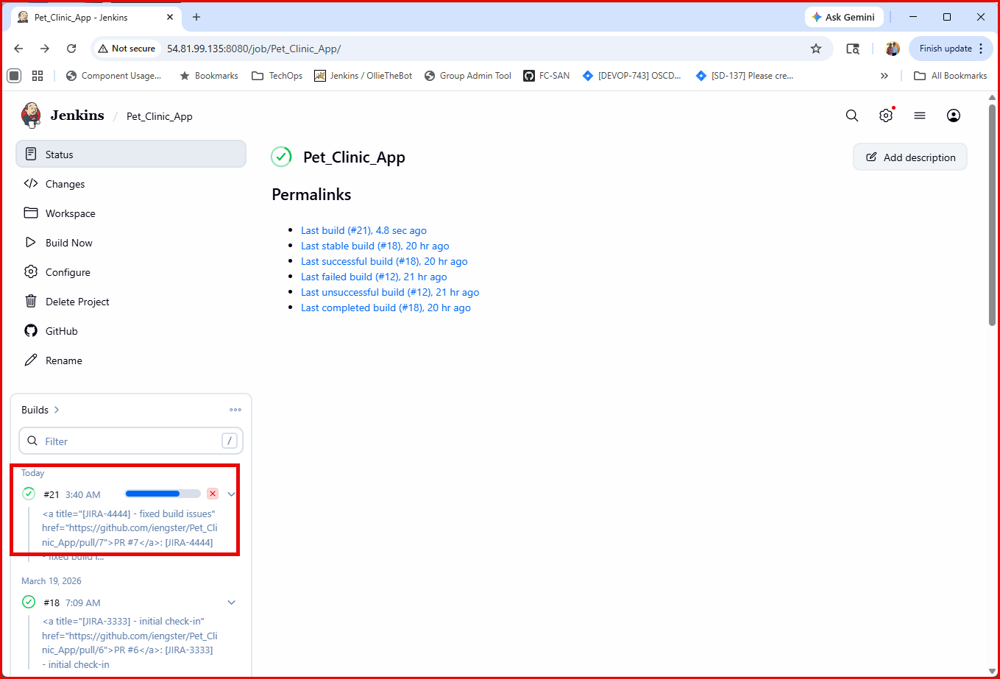 Pet_Clinic_App - Jenkins
Ask Gemini
Not secure
54.81.99.135:8080/job/Pet_Clinic_App/
Finish update
Component Usage...
Bookmarks
TechOps
Jenkins / OllieTheBot
Group Admin Tool
FC-SAN
[DEVOP-743] OSCD...
[SD-137] Please cre...
All Bookmarks
Jenkins / Pet_Clinic_App
Status
Changes
Workspace
Build Now
Configure
Delete Project
GitHub
Rename
Pet_Clinic_App
Add description
Permalinks
Last build (#21), 4.8 sec ago
Last stable build (#18), 20 hr ago
Last successful build (#18), 20 hr ago
Last failed build (#12), 21 hr ago
Last unsuccessful build (#12), 21 hr ago
Last completed build (#18), 20 hr ago
Builds
Filter
/
Today
#21 3:40 AM
<a title="[JIRA-4444] - fixed build issues"
href="https://github.com/iengster/Pet_Cli
nic_App/pull/7">PR #7</a>: [JIRA-4444]
- fixed build i...
March 19, 2026
#18 7:09 AM
<a title="[JIRA-3333] - initial check-in"
href="https://github.com/iengster/Pet_Cli
nic_App/pull/6">PR #6</a>: [JIRA-3333]
- initial check-in